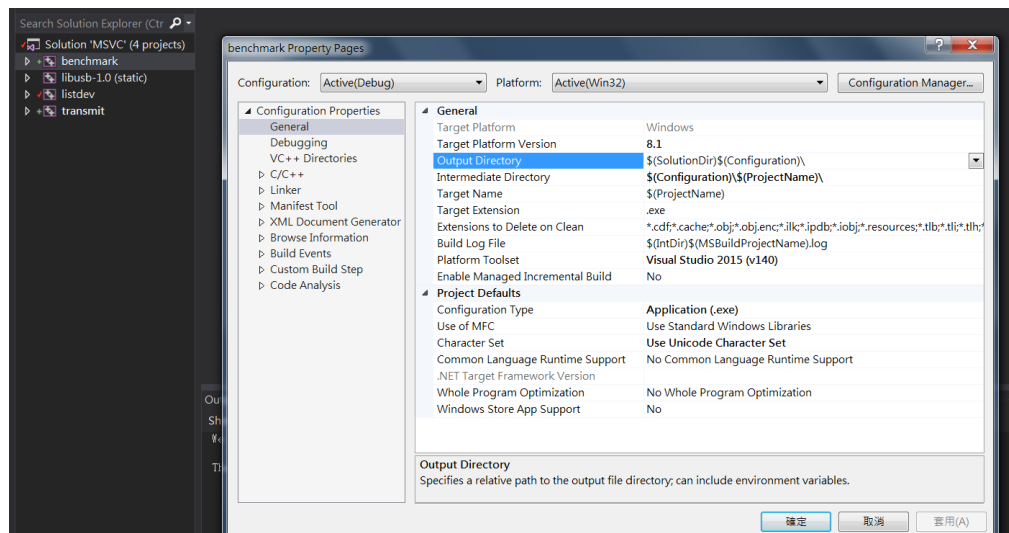 Search Solution Explorer (Ctr
Solution 'MSVC' (4 projects)
benchmark
libusb-1.0 (static)
listdev
transmit
benchmark Property Pages
Configuration: Active(Debug) Platform: Active(Win32) Configuration Manager...
Configuration Properties
General
Debugging
VC++ Directories
C/C++
Linker
Manifest Tool
XML Document Generator
Browse Information
Build Events
Custom Build Step
Code Analysis
General
Target Platform Windows
Target Platform Version 8.1
Output Directory $(SolutionDir)$(Configuration)\
Intermediate Directory $(Configuration)\$(ProjectName)\
Target Name $(ProjectName)
Target Extension .exe
Extensions to Delete on Clean *.cdf;*.cache;*.obj;*.obj.enc;*.ilk;*.ipdb;*.iobj;*.resources;*.tlb;*.tli;*.tlh;*
Build Log File $(IntDir)$(MSBuildProjectName).log
Platform Toolset Visual Studio 2015 (v140)
Enable Managed Incremental Build No
Project Defaults
Configuration Type Application (.exe)
Use of MFC Use Standard Windows Libraries
Character Set Use Unicode Character Set
Common Language Runtime Support No Common Language Runtime Support
.NET Target Framework Version
Whole Program Optimization No Whole Program Optimization
Windows Store App Support No
Output Directory
Specifies a relative path to the output file directory; can include environment variables.
確定 取消 套用(A)
Ou
Sh
Th